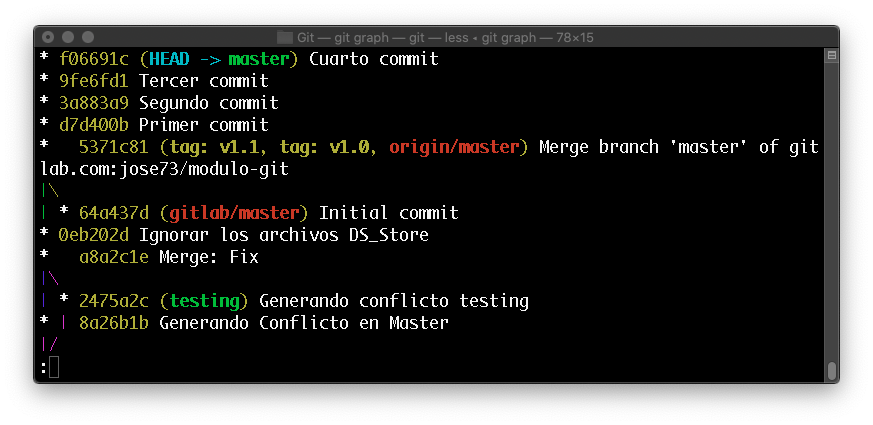 Git — git graph — git — less • git graph — 78×15
* f06691c (HEAD -> master) Cuarto commit
* 9fe6fd1 Tercer commit
* 3a883a9 Segundo commit
* d7d400b Primer commit
*   5371c81 (tag: v1.1, tag: v1.0, origin/master) Merge branch 'master' of git
lab.com:jose73/modulo-git
|\
| * 64a437d (gitlab/master) Initial commit
* 0eb202d Ignorar los archivos DS_Store
*   a8a2c1e Merge: Fix
|\
| * 2475a2c (testing) Generando conflicto testing
* | 8a26b1b Generando Conflicto en Master
|/
: